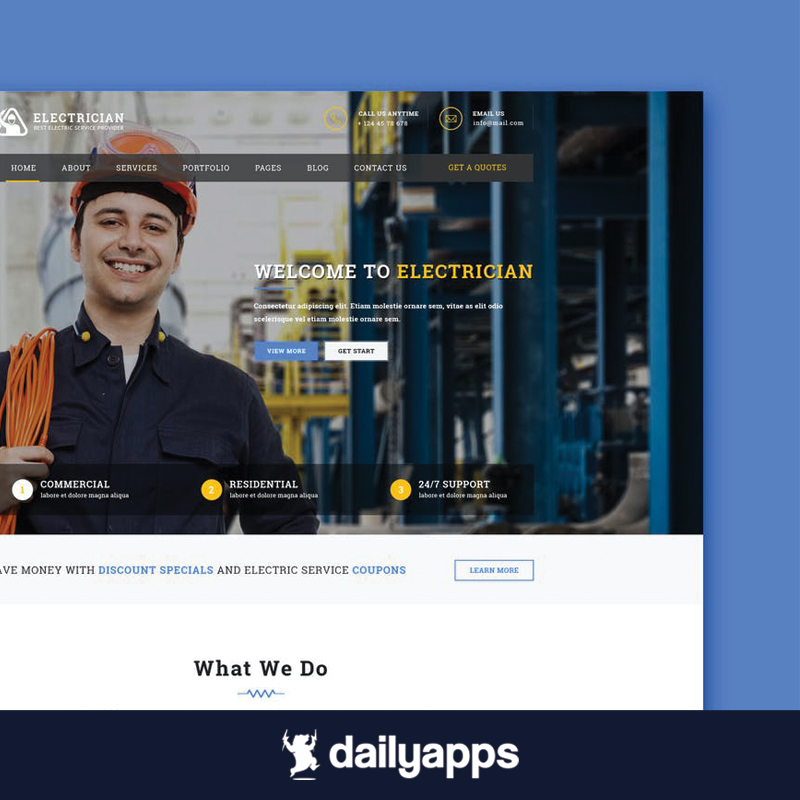 ELECTRICIAN
BEST ELECTRIC SERVICE PROVIDER
CALL US ANYTIME
+ 124 45 78 678
EMAIL US
info@mail.com
HOME ABOUT SERVICES PORTFOLIO PAGES BLOG CONTACT US GET A QUOTES
WELCOME TO ELECTRICIAN
Consectetur adipiscing elit. Etiam molestie ornare sem, vitae as elit odio
scelerisque vel etiam molestie ornare sem.
VIEW MORE GET START
1 COMMERCIAL
labore et dolore magna aliqua
2 RESIDENTIAL
labore et dolore magna aliqua
3 24/7 SUPPORT
labore et dolore magna aliqua
AVE MONEY WITH DISCOUNT SPECIALS AND ELECTRIC SERVICE COUPONS LEARN MORE
What We Do
dailyapps